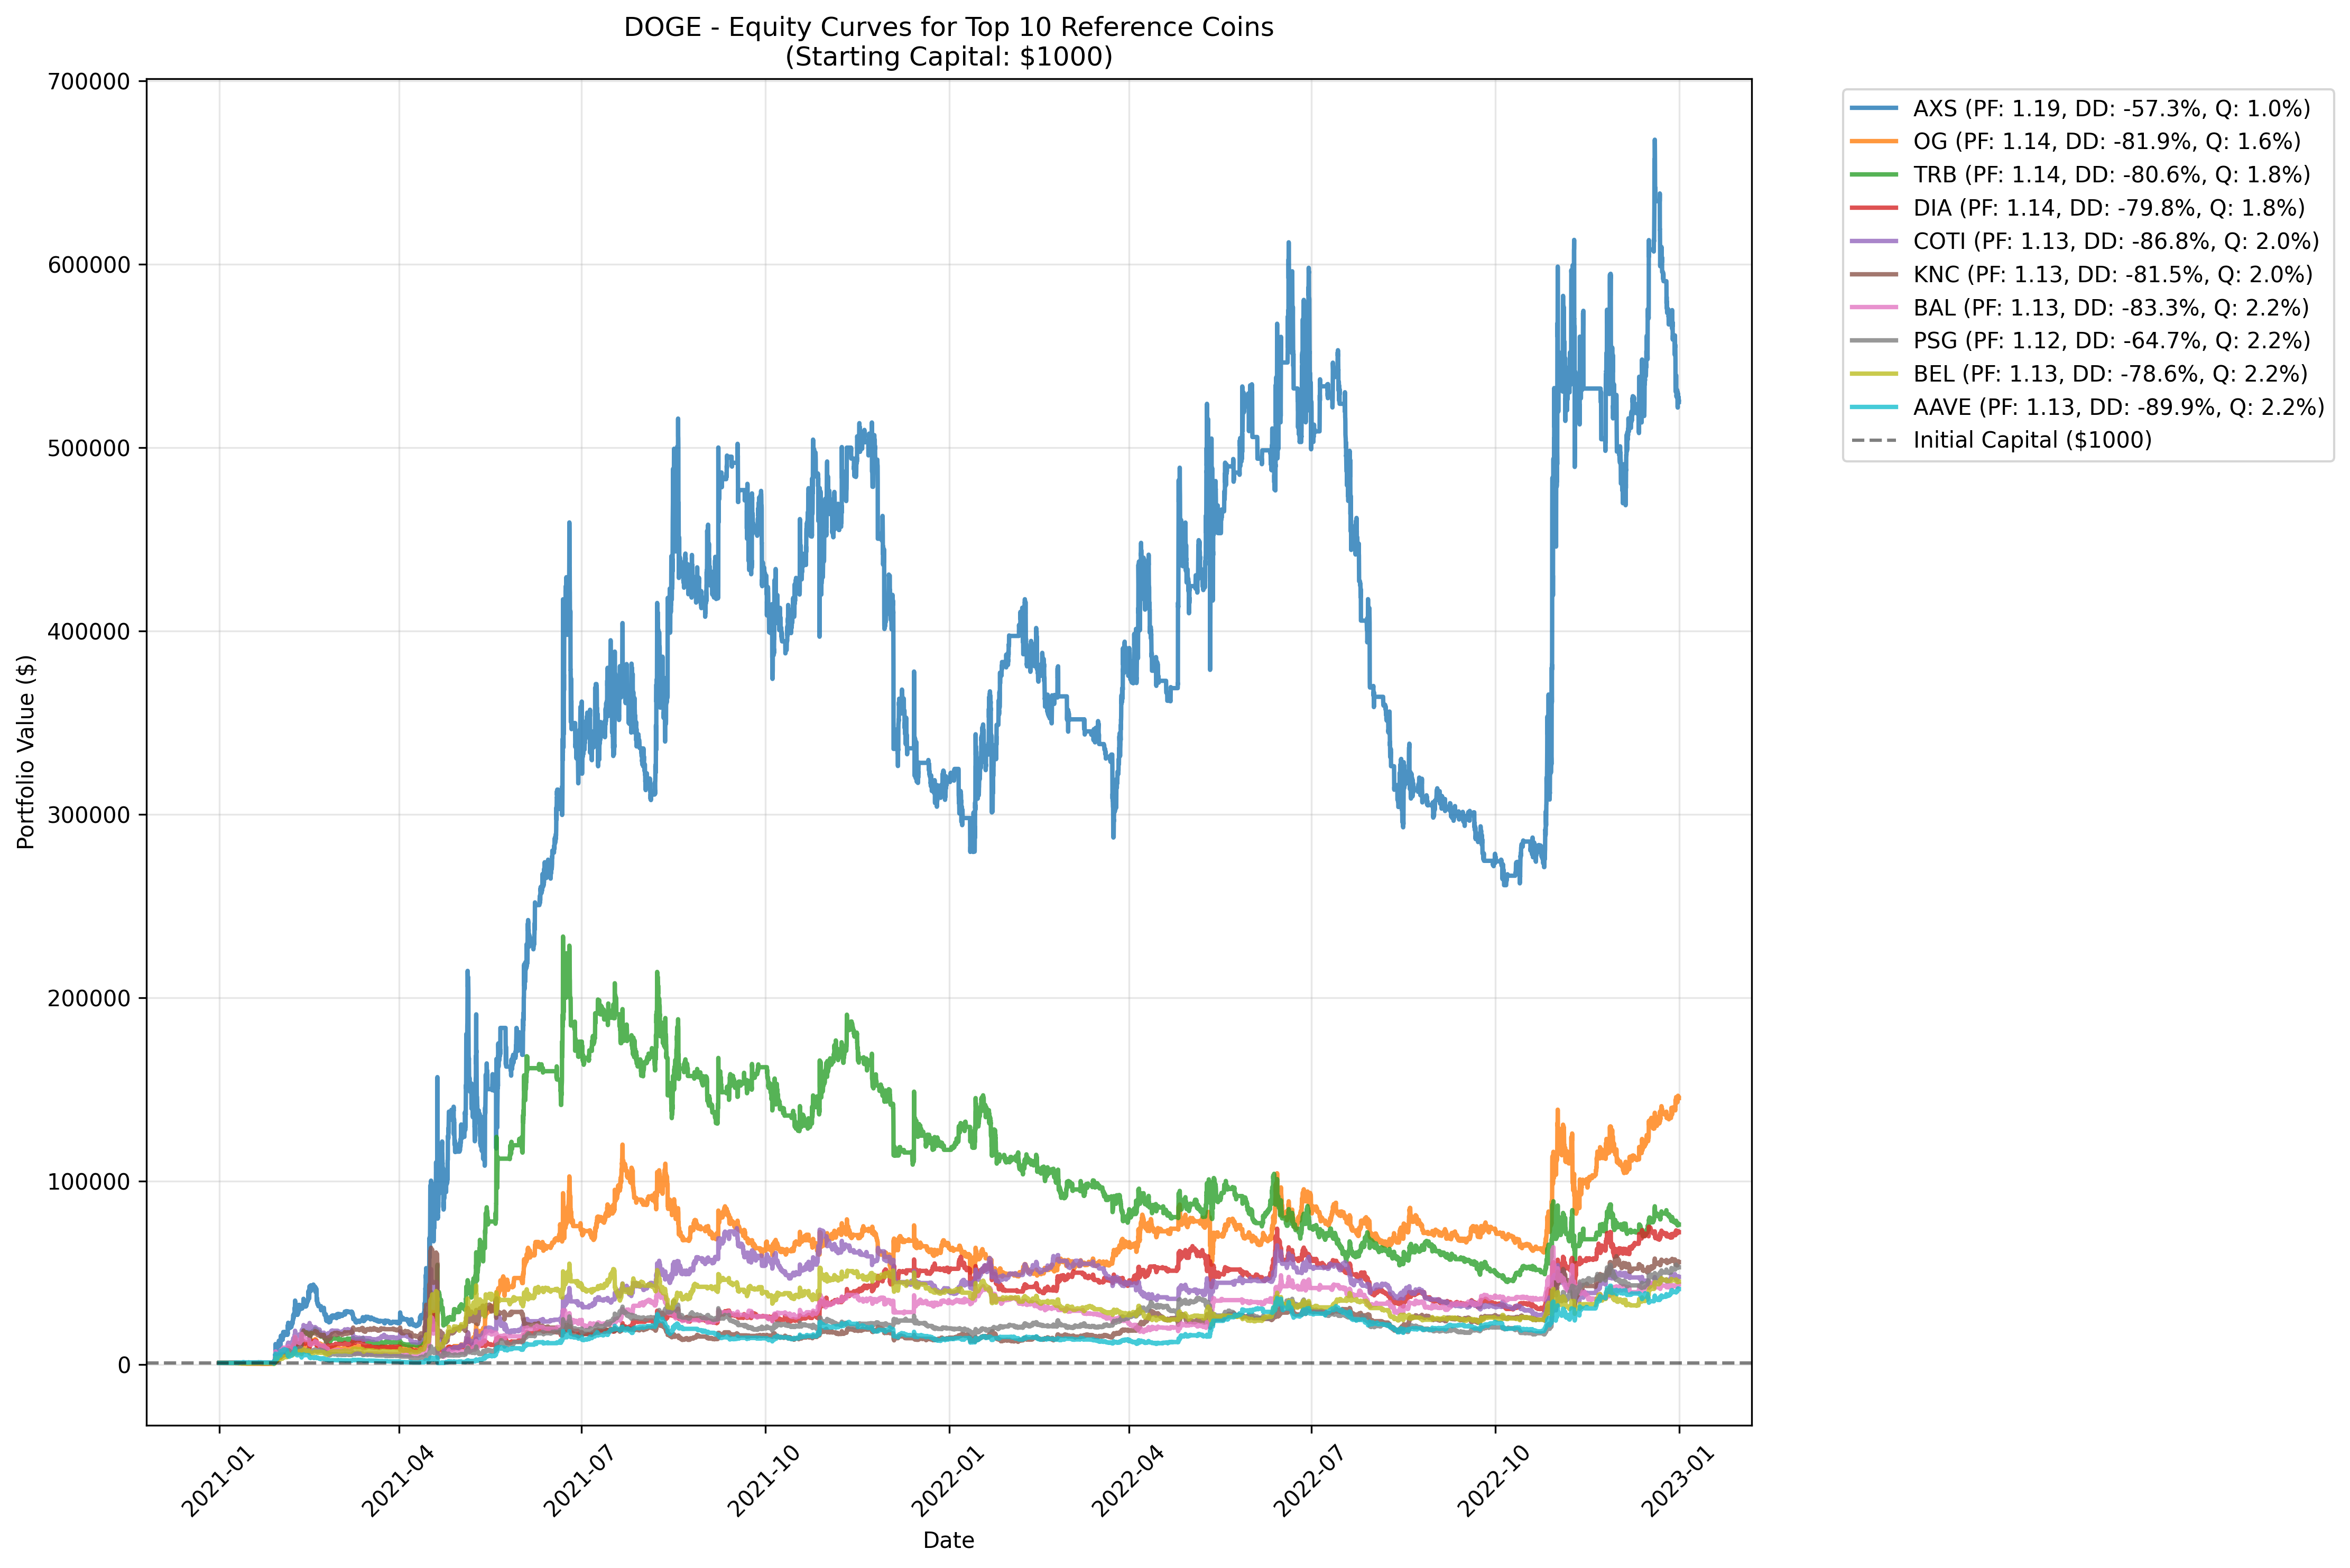 DOGE - Equity Curves for Top 10 Reference Coins
(Starting Capital: $1000)
700000
600000
500000
400000
300000
200000
100000
0
Portfolio Value ($)
2021-01
2021-04
2021-07
2021-10
2022-01
2022-04
2022-07
2022-10
2023-01
Date
AXS (PF: 1.19, DD: -57.3%, Q: 1.0%)
OG (PF: 1.14, DD: -81.9%, Q: 1.6%)
TRB (PF: 1.14, DD: -80.6%, Q: 1.8%)
DIA (PF: 1.14, DD: -79.8%, Q: 1.8%)
COTI (PF: 1.13, DD: -86.8%, Q: 2.0%)
KNC (PF: 1.13, DD: -81.5%, Q: 2.0%)
BAL (PF: 1.13, DD: -83.3%, Q: 2.2%)
PSG (PF: 1.12, DD: -64.7%, Q: 2.2%)
BEL (PF: 1.13, DD: -78.6%, Q: 2.2%)
AAVE (PF: 1.13, DD: -89.9%, Q: 2.2%)
Initial Capital ($1000)